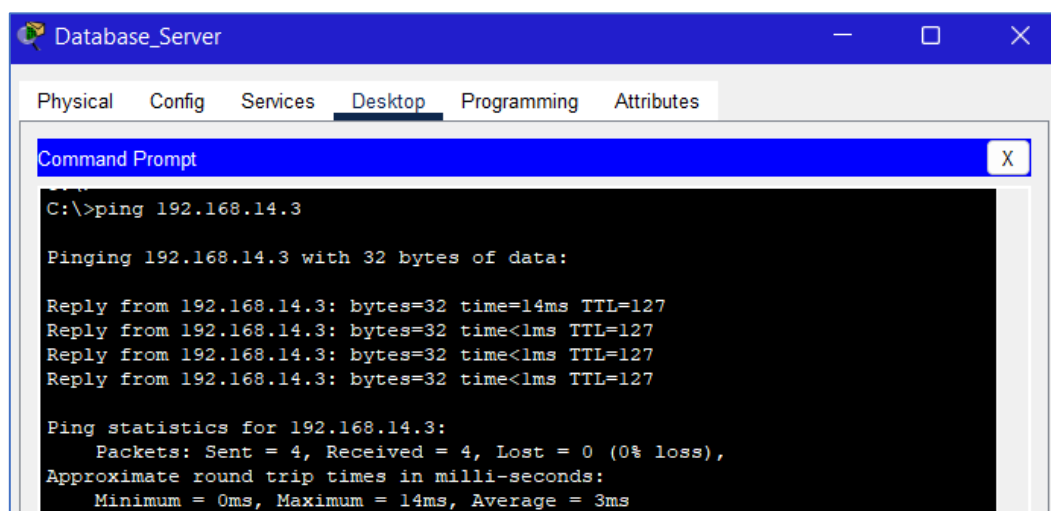 Database_Server
Physical Config Services Desktop Programming Attributes
Command Prompt X
C:\>ping 192.168.14.3
Pinging 192.168.14.3 with 32 bytes of data:
Reply from 192.168.14.3: bytes=32 time=14ms TTL=127
Reply from 192.168.14.3: bytes=32 time<1ms TTL=127
Reply from 192.168.14.3: bytes=32 time<1ms TTL=127
Reply from 192.168.14.3: bytes=32 time<1ms TTL=127
Ping statistics for 192.168.14.3:
Packets: Sent = 4, Received = 4, Lost = 0 (0% loss),
Approximate round trip times in milli-seconds:
Minimum = 0ms, Maximum = 14ms, Average = 3ms